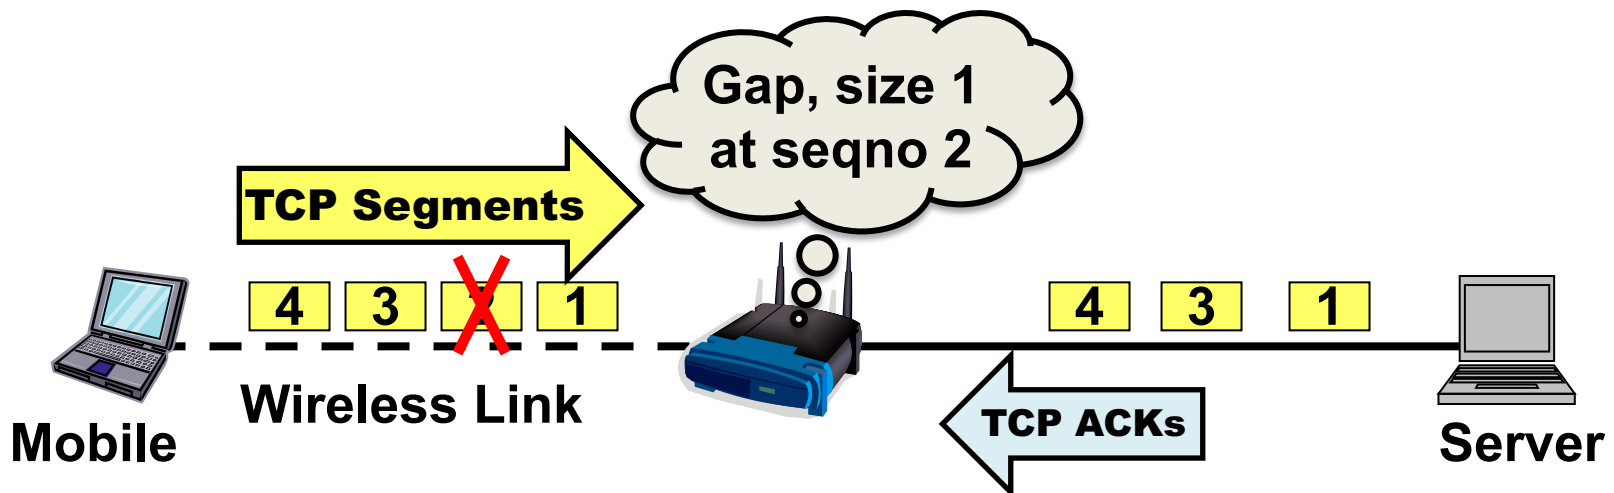 Gap, size 1
at seqno 2
TCP Segments
4 3 2 1
4 3 1
Wireless Link
TCP ACKs
Mobile
Server